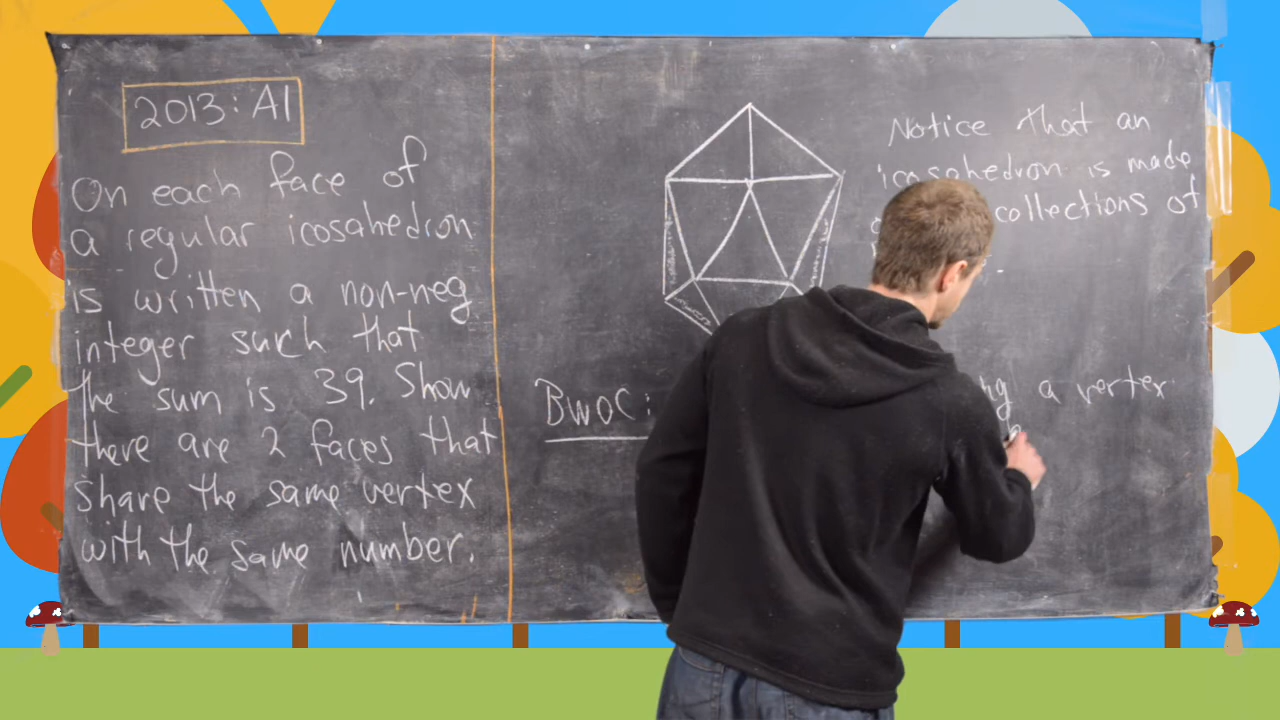 2013: A1
On each face of
a regular icosahedron
is written a non-neg
integer such that
the sum is 39. Show
there are 2 faces that
share the same vertex
with the same number.
Notice that an
icosahedron is made
collections of
BWOC:
a vertex